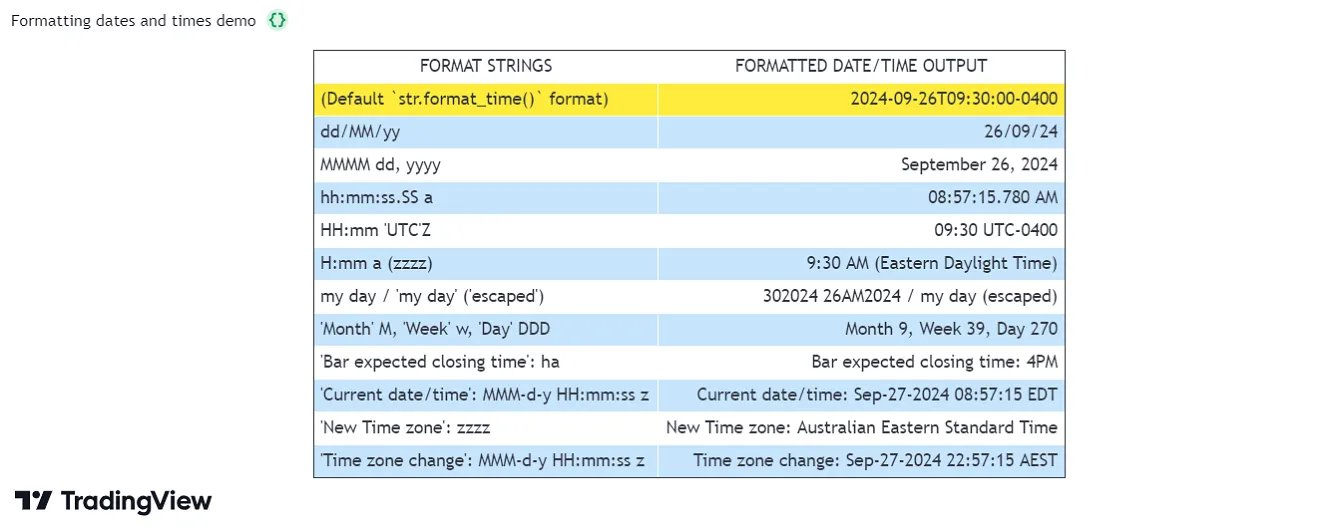 Formatting dates and times demo {}
FORMAT STRINGS FORMATTED DATE/TIME OUTPUT
(Default `str.format_time()` format) 2024-09-26T09:30:00-0400
dd/MM/yy 26/09/24
MMMM dd, yyyy September 26, 2024
hh:mm:ss.SS a 08:57:15.780 AM
HH:mm 'UTC'Z 09:30 UTC-0400
H:mm a (zzzz) 9:30 AM (Eastern Daylight Time)
my day / 'my day' ('escaped') 302024 26AM2024 / my day (escaped)
'Month' M, 'Week' w, 'Day' DDD Month 9, Week 39, Day 270
'Bar expected closing time': ha Bar expected closing time: 4PM
'Current date/time': MMM-d-y HH:mm:ss z Current date/time: Sep-27-2024 08:57:15 EDT
'New Time zone': zzzz New Time zone: Australian Eastern Standard Time
'Time zone change': MMM-d-y HH:mm:ss z Time zone change: Sep-27-2024 22:57:15 AEST
TradingView